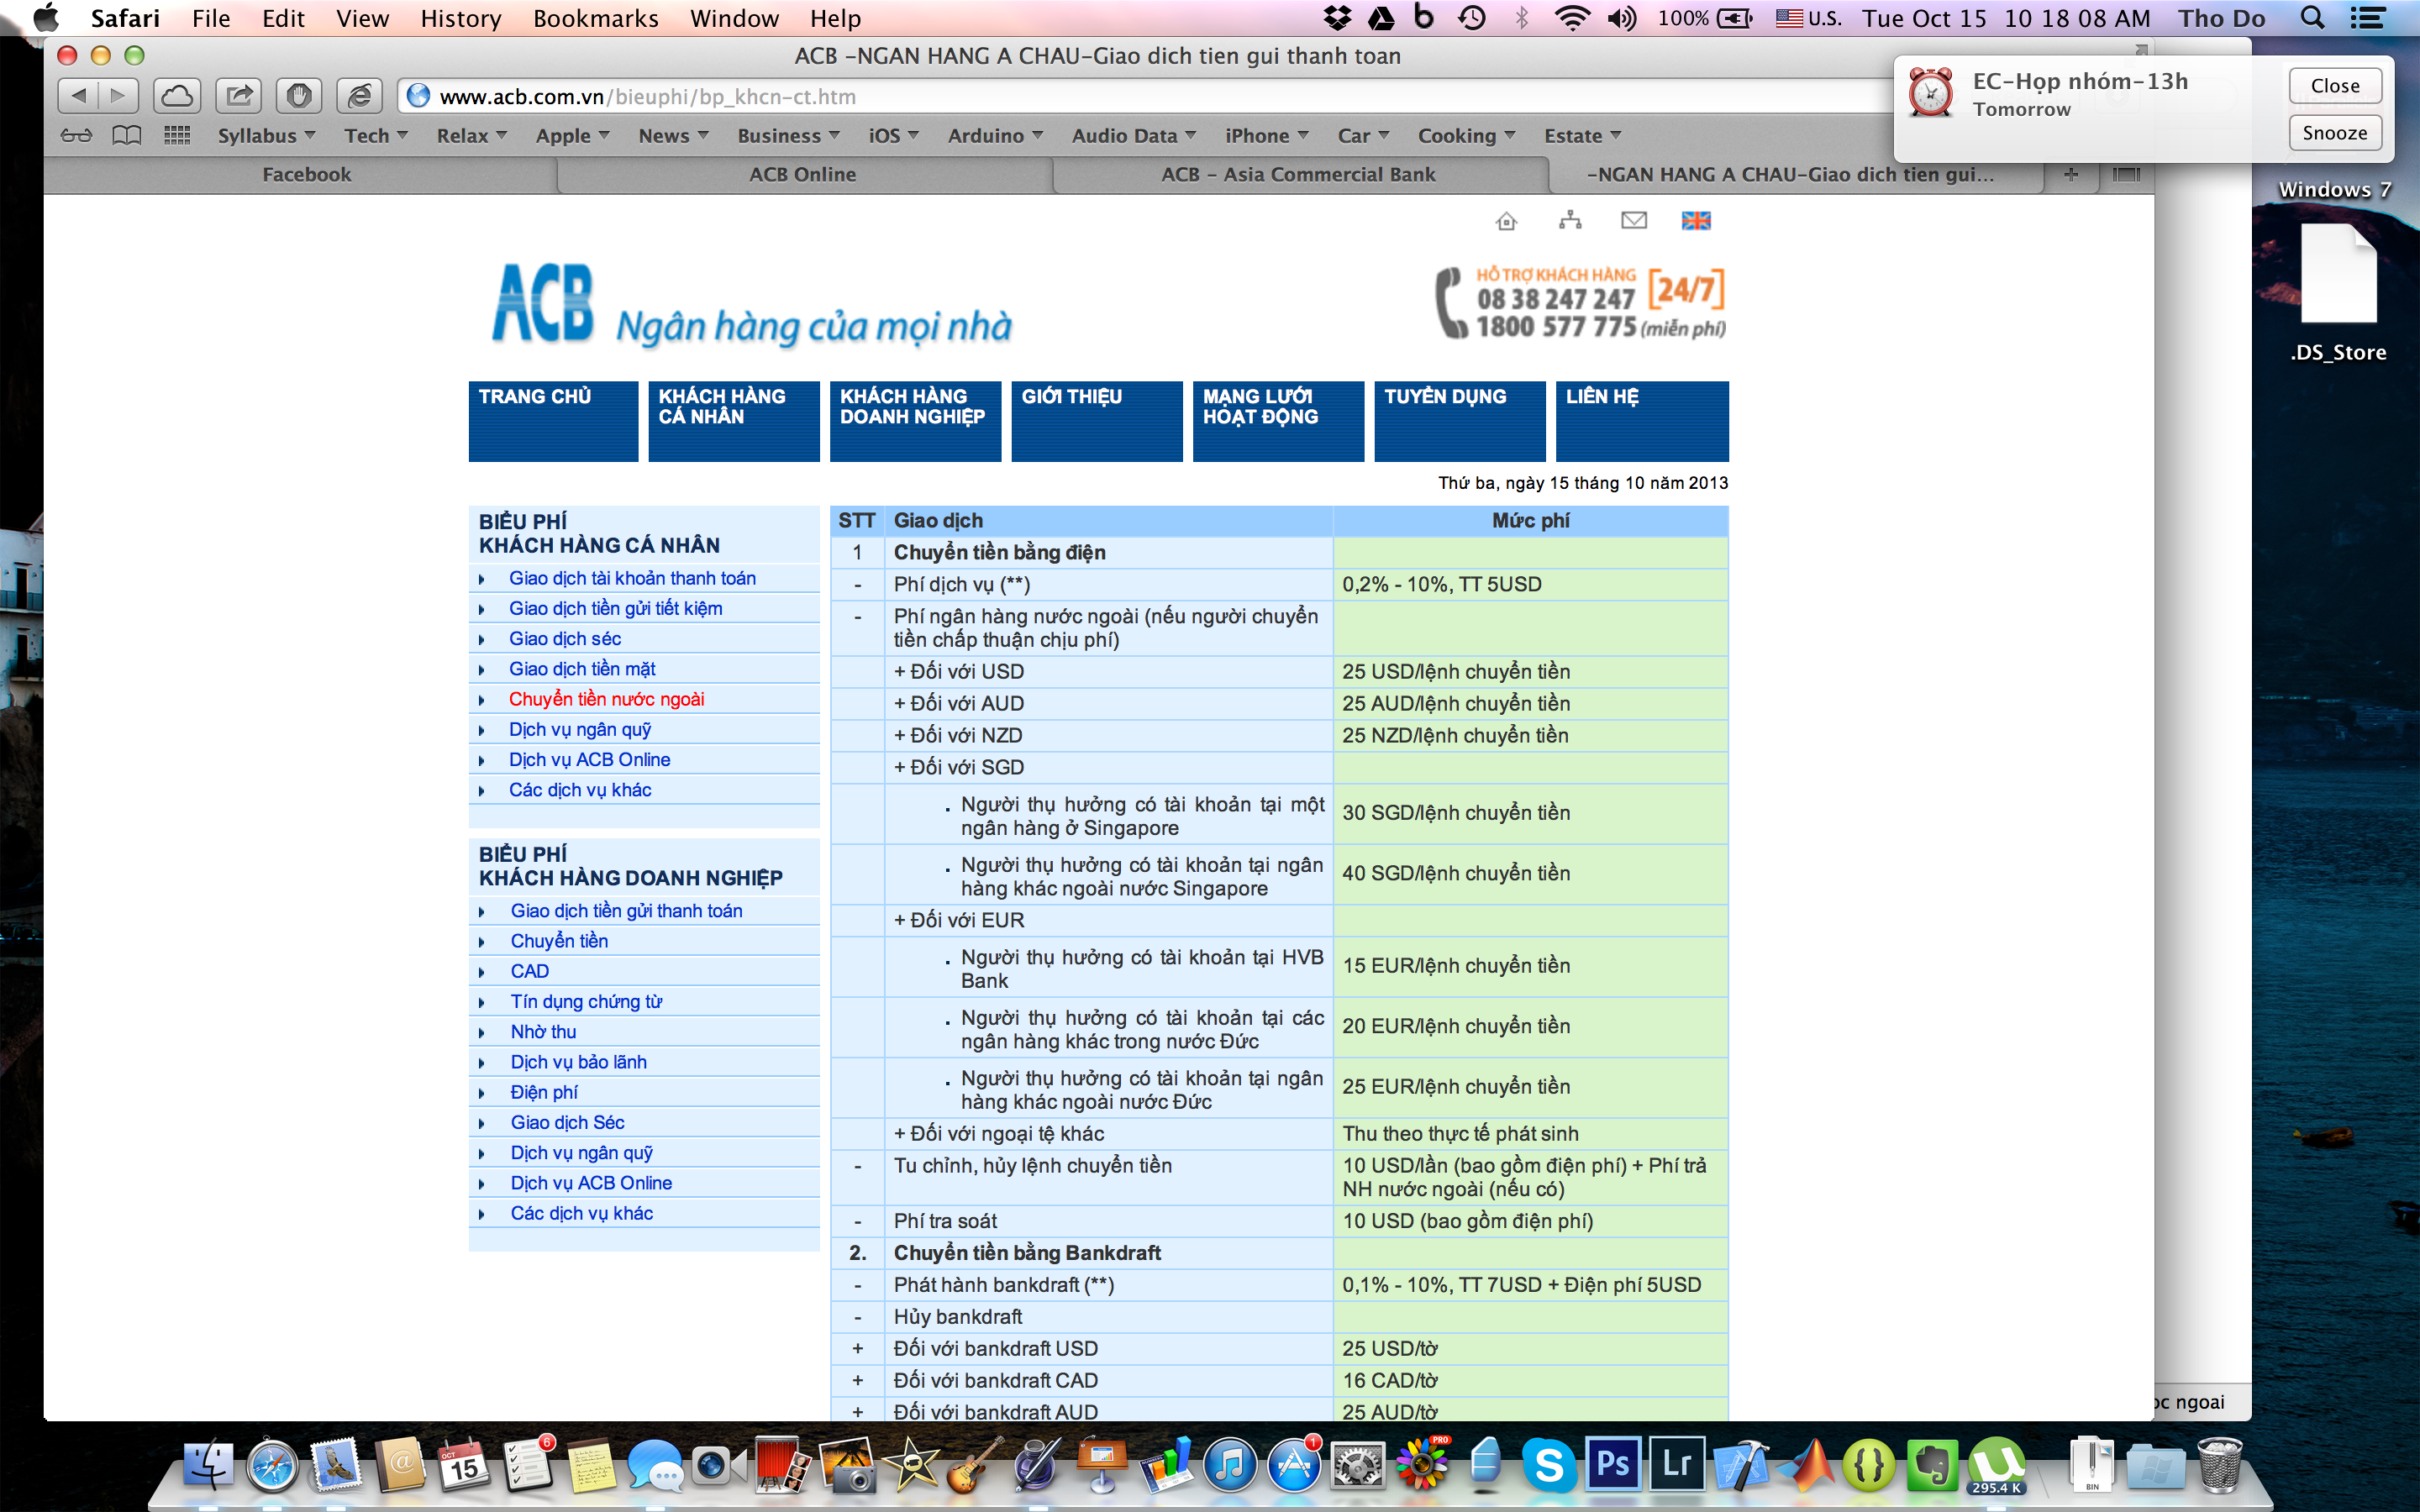 Safari File Edit View History Bookmarks Window Help
100% U.S. Tue Oct 15 10 18 08 AM Tho Do
ACB -NGAN HANG A CHAU-Giao dich tien gui thanh toan
www.acb.com.vn/bieuphi/bp_khcn-ct.htm
EC-Họp nhóm-13h
Tomorrow
Close
Snooze
Syllabus Tech Relax Apple News Business iOS Arduino Audio Data iPhone Car Cooking Estate
Facebook ACB Online ACB - Asia Commercial Bank -NGAN HANG A CHAU-Giao dich tien gui...
Windows 7
.DS_Store
ACB Ngân hàng của mọi nhà
HỖ TRỢ KHÁCH HÀNG [24/7]
08 38 247 247
1800 577 775 (miễn phí)
TRANG CHỦ
KHÁCH HÀNG
CÁ NHÂN
KHÁCH HÀNG
DOANH NGHIỆP
GIỚI THIỆU
MẠNG LƯỚI
HOẠT ĐỘNG
TUYỂN DỤNG
LIÊN HỆ
Thứ ba, ngày 15 tháng 10 năm 2013
BIỂU PHÍ
KHÁCH HÀNG CÁ NHÂN
Giao dịch tài khoản thanh toán
Giao dịch tiền gửi tiết kiệm
Giao dịch séc
Giao dịch tiền mặt
Chuyển tiền nước ngoài
Dịch vụ ngân quỹ
Dịch vụ ACB Online
Các dịch vụ khác
BIỂU PHÍ
KHÁCH HÀNG DOANH NGHIỆP
Giao dịch tiền gửi thanh toán
Chuyển tiền
CAD
Tín dụng chứng từ
Nhờ thu
Dịch vụ bảo lãnh
Điện phí
Giao dịch Séc
Dịch vụ ngân quỹ
Dịch vụ ACB Online
Các dịch vụ khác
STT Giao dịch Mức phí
1 Chuyển tiền bằng điện
- Phí dịch vụ (**) 0,2% - 10%, TT 5USD
- Phí ngân hàng nước ngoài (nếu người chuyển
tiền chấp thuận chịu phí)
+ Đối với USD 25 USD/lệnh chuyển tiền
+ Đối với AUD 25 AUD/lệnh chuyển tiền
+ Đối với NZD 25 NZD/lệnh chuyển tiền
+ Đối với SGD
. Người thụ hưởng có tài khoản tại một
ngân hàng ở Singapore 30 SGD/lệnh chuyển tiền
. Người thụ hưởng có tài khoản tại ngân
hàng khác ngoài nước Singapore 40 SGD/lệnh chuyển tiền
+ Đối với EUR
. Người thụ hưởng có tài khoản tại HVB
Bank 15 EUR/lệnh chuyển tiền
. Người thụ hưởng có tài khoản tại các
ngân hàng khác trong nước Đức 20 EUR/lệnh chuyển tiền
. Người thụ hưởng có tài khoản tại ngân
hàng khác ngoài nước Đức 25 EUR/lệnh chuyển tiền
+ Đối với ngoại tệ khác Thu theo thực tế phát sinh
- Tu chỉnh, hủy lệnh chuyển tiền 10 USD/lần (bao gồm điện phí) + Phí trả
NH nước ngoài (nếu có)
- Phí tra soát 10 USD (bao gồm điện phí)
2. Chuyển tiền bằng Bankdraft
- Phát hành bankdraft (**) 0,1% - 10%, TT 7USD + Điện phí 5USD
- Hủy bankdraft
+ Đối với bankdraft USD 25 USD/tờ
+ Đối với bankdraft CAD 16 CAD/tờ
+ Đối với bankdraft AUD 25 AUD/tờ
oc ngoai
OCT
15
6
1
PRO
S
Ps
Lr
295.4 K
BIN